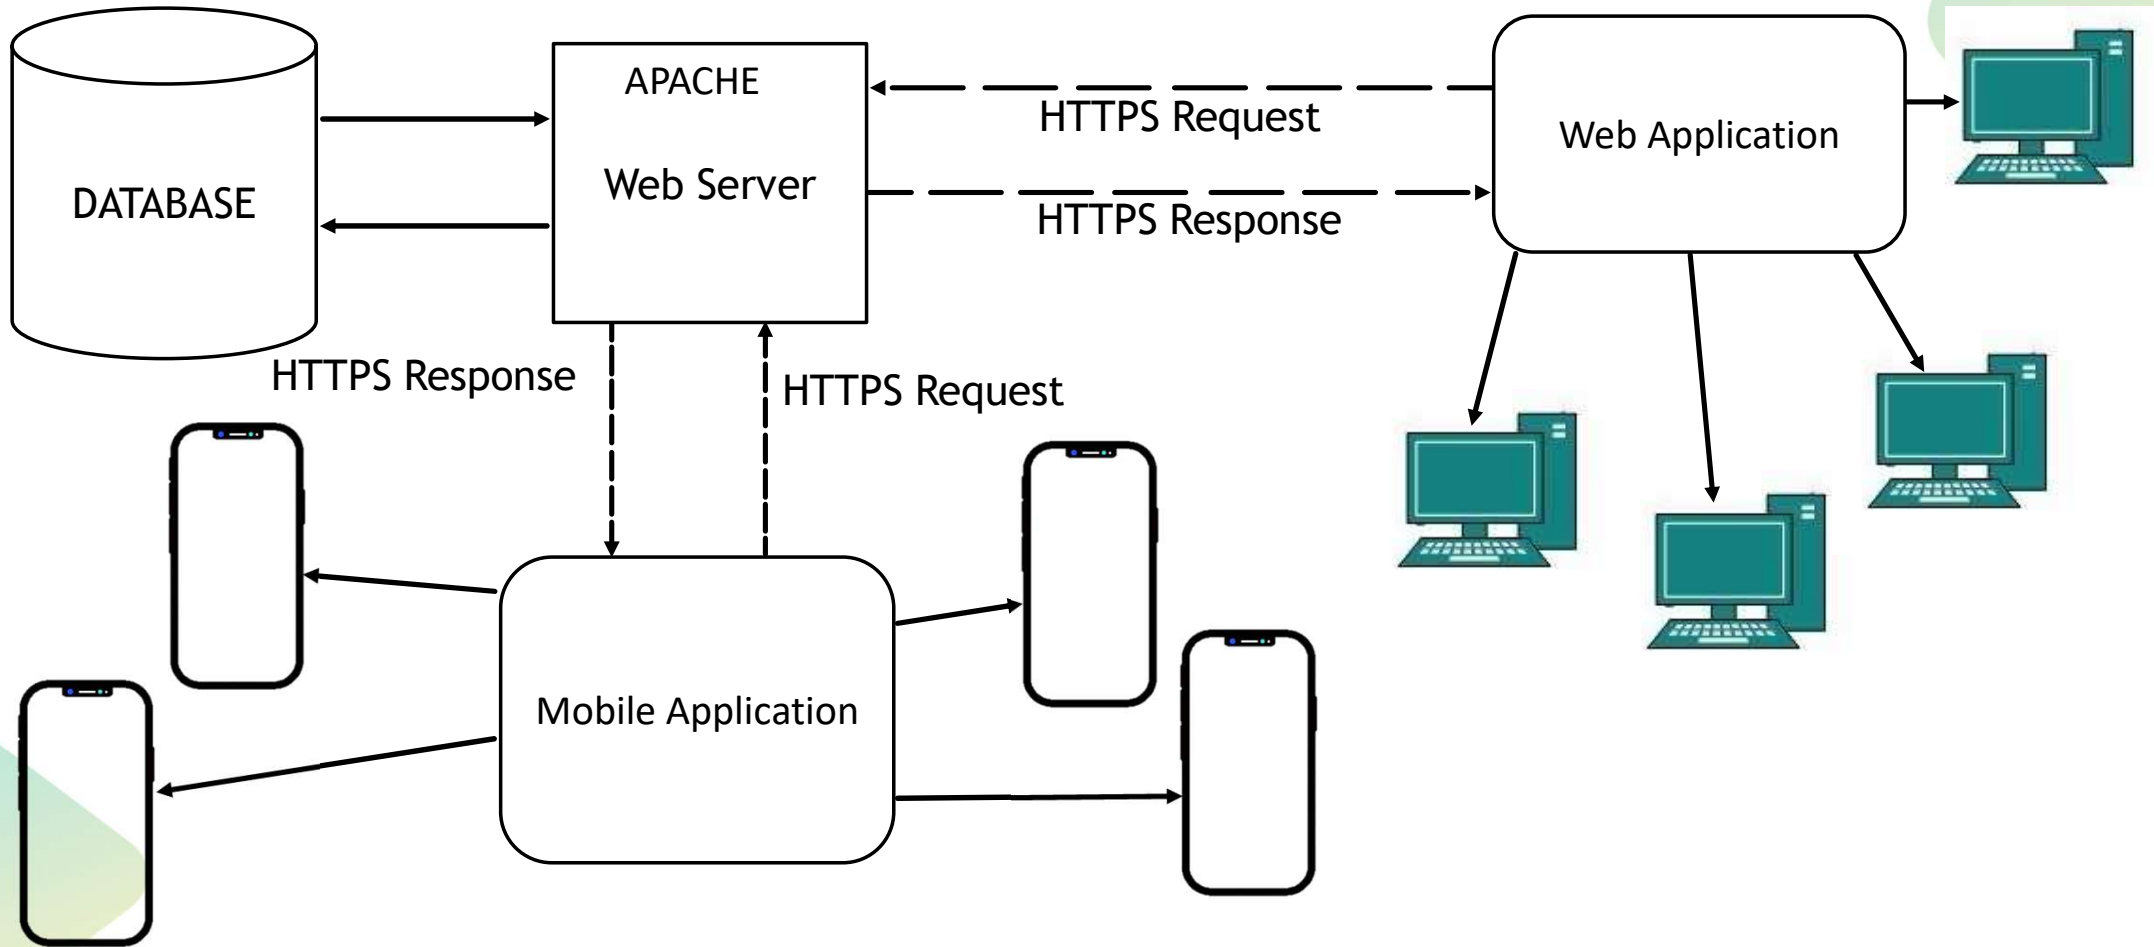 APACHE
Web Server
DATABASE
HTTPS Request
HTTPS Response
Web Application
HTTPS Response
HTTPS Request
Mobile Application